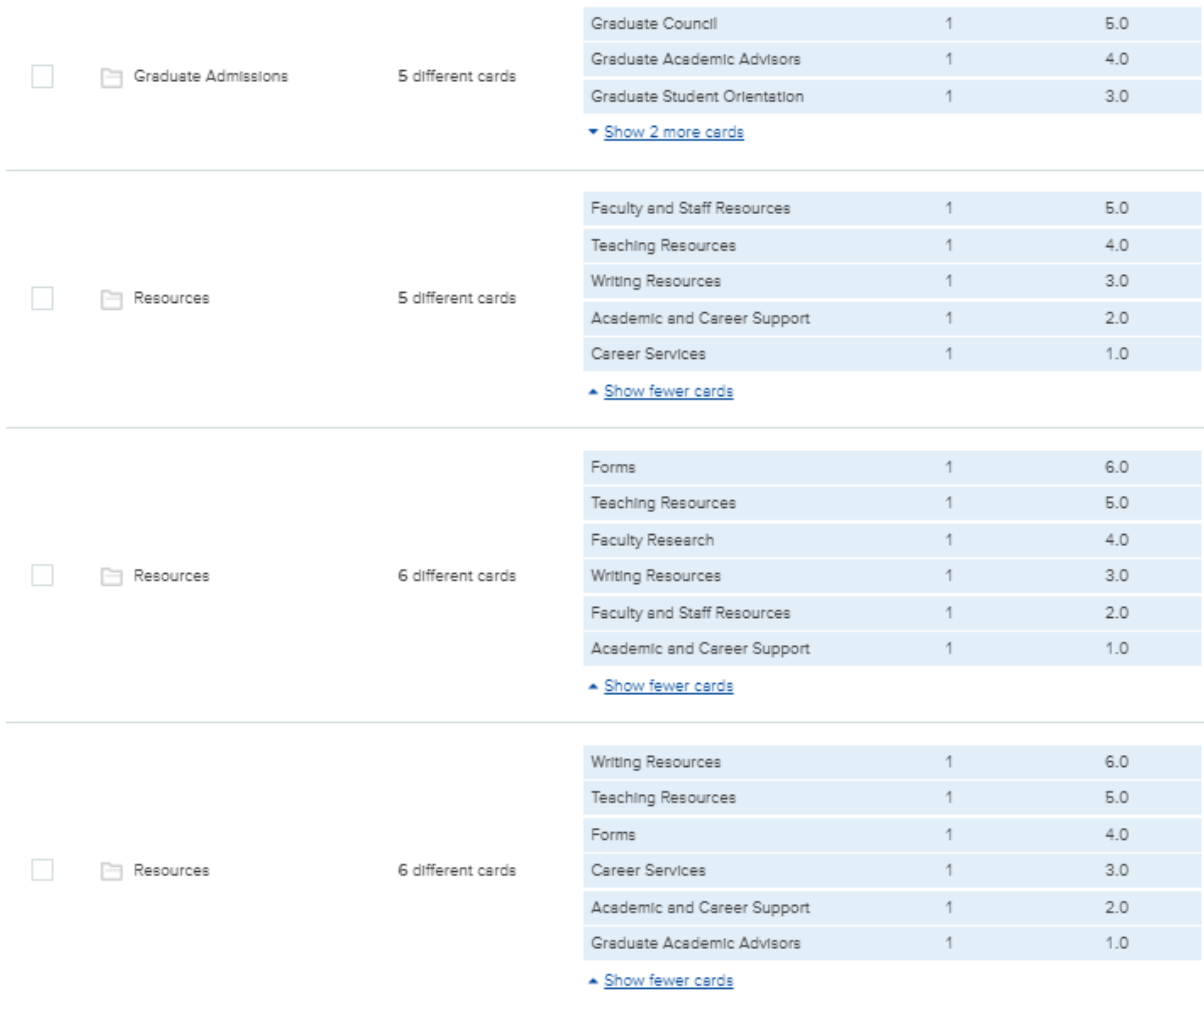 Graduate Council 1 5.0
Graduate Admissions 5 different cards Graduate Academic Advisors 1 4.0
Graduate Student Orientation 1 3.0
Show 2 more cards
Faculty and Staff Resources 1 5.0
Teaching Resources 1 4.0
Resources 5 different cards Writing Resources 1 3.0
Academic and Career Support 1 2.0
Career Services 1 1.0
Show fewer cards
Forms 1 6.0
Teaching Resources 1 5.0
Faculty Research 1 4.0
Resources 6 different cards Writing Resources 1 3.0
Faculty and Staff Resources 1 2.0
Academic and Career Support 1 1.0
Show fewer cards
Writing Resources 1 6.0
Teaching Resources 1 5.0
Forms 1 4.0
Resources 6 different cards Career Services 1 3.0
Academic and Career Support 1 2.0
Graduate Academic Advisors 1 1.0
Show fewer cards